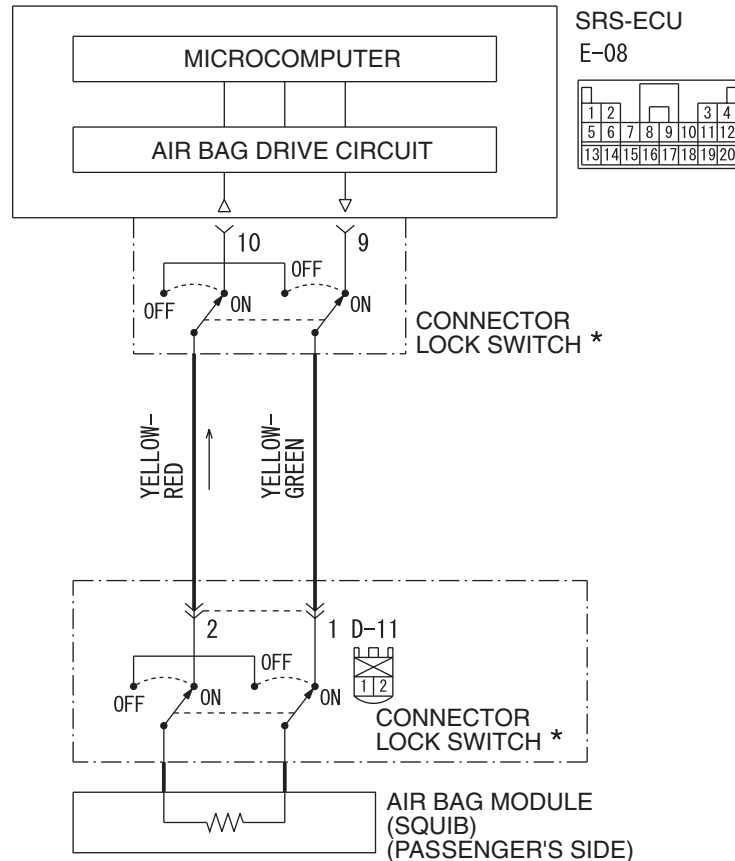 SRS-ECU
E-08
MICROCOMPUTER
AIR BAG DRIVE CIRCUIT
1 2 3 4
5 6 7 8 9 10 11 12
13 14 15 16 17 18 19 20
10 9
OFF
OFF ON ON
CONNECTOR
LOCK SWITCH *
YELLOW-
RED
YELLOW-
GREEN
2 1 D-11
OFF
1 2
OFF ON ON
CONNECTOR
LOCK SWITCH *
AIR BAG MODULE
(SQUIB)
(PASSENGER'S SIDE)